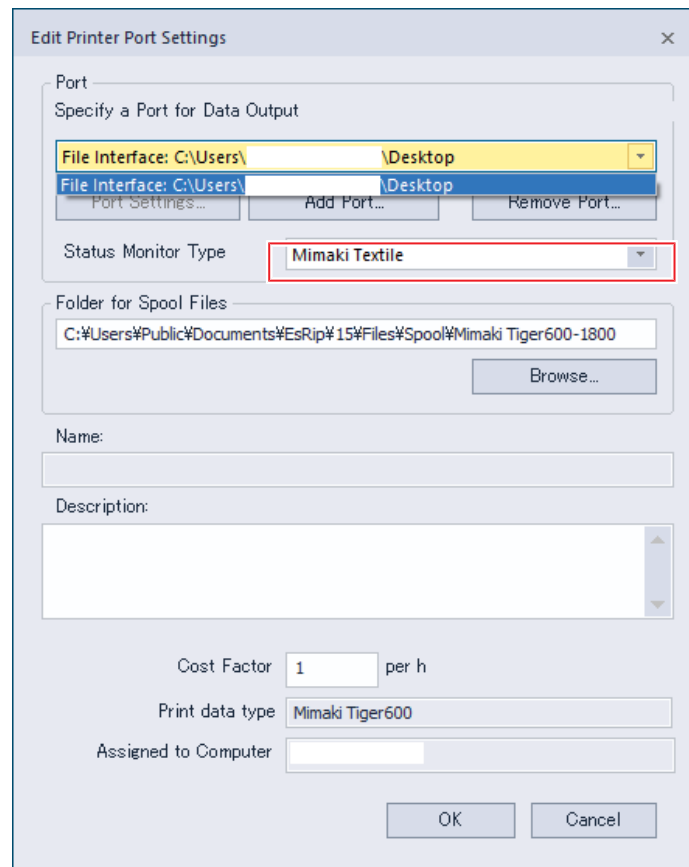 Edit Printer Port Settings
Port
Specify a Port for Data Output
File Interface: C:\Users\ \Desktop
File Interface: C:\Users\ \Desktop
Port Settings... Add Port... Remove Port...
Status Monitor Type Mimaki Textile
Folder for Spool Files
C:¥Users¥Public¥Documents¥EsRip¥15¥Files¥Spool¥Mimaki Tiger600-1800
Browse...
Name:
Description:
Cost Factor 1 per h
Print data type Mimaki Tiger600
Assigned to Computer
OK Cancel